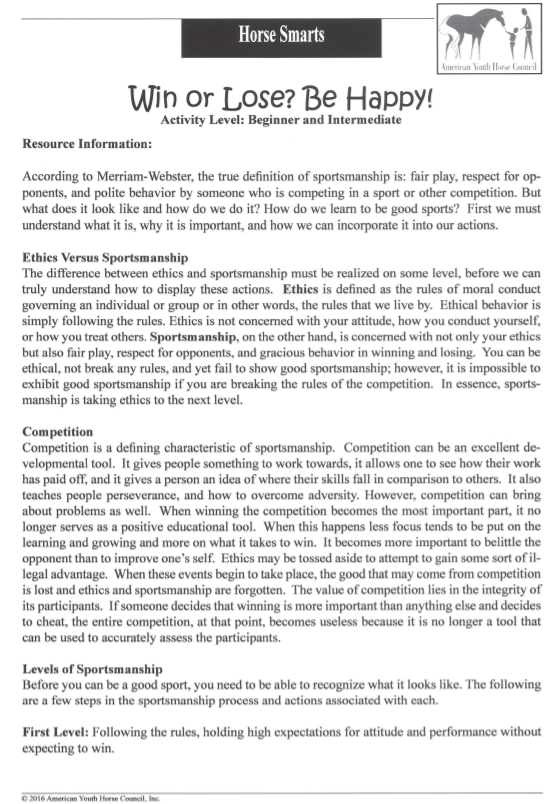 Horse Smarts
American Youth Horse Council
Win or Lose? Be Happy!
Activity Level: Beginner and Intermediate
Resource Information:
According to Merriam-Webster, the true definition of sportsmanship is: fair play, respect for op-
ponents, and polite behavior by someone who is competing in a sport or other competition. But
what does it look like and how do we do it? How do we learn to be good sports?  First we must
understand what it is, why it is important, and how we can incorporate it into our actions.
Ethics Versus Sportsmanship
The difference between ethics and sportsmanship must be realized on some level, before we can
truly understand how to display these actions.  Ethics is defined as the rules of moral conduct
governing an individual or group or in other words, the rules that we live by.  Ethical behavior is
simply following the rules. Ethics is not concerned with your attitude, how you conduct yourself,
or how you treat others. Sportsmanship, on the other hand, is concerned with not only your ethics
but also fair play, respect for opponents, and gracious behavior in winning and losing.  You can be
ethical, not break any rules, and yet fail to show good sportsmanship; however, it is impossible to
exhibit good sportsmanship if you are breaking the rules of the competition.  In essence, sports-
manship is taking ethics to the next level.
Competition
Competition is a defining characteristic of sportsmanship.  Competition can be an excellent de-
velopmental tool.  It gives people something to work towards, it allows one to see how their work
has paid off, and it gives a person an idea of where their skills fall in comparison to others.  It also
teaches people perseverance, and how to overcome adversity.  However, competition can bring
about problems as well.  When winning the competition becomes the most important part, it no
longer serves as a positive educational tool.  When this happens less focus tends to be put on the
learning and growing and more on what it takes to win.  It becomes more important to belittle the
opponent than to improve one's self.  Ethics may be tossed aside to attempt to gain some sort of il-
legal advantage.  When these events begin to take place, the good that may come from competition
is lost and ethics and sportsmanship are forgotten.  The value of competition lies in the integrity of
its participants.  If someone decides that winning is more important than anything else and decides
to cheat, the entire competition, at that point, becomes useless because it is no longer a tool that
can be used to accurately assess the participants.
Levels of Sportsmanship
Before you can be a good sport, you need to be able to recognize what it looks like. The following
are a few steps in the sportsmanship process and actions associated with each.
First Level: Following the rules, holding high expectations for attitude and performance without
expecting to win.
© 2016 American Youth Horse Council, Inc.